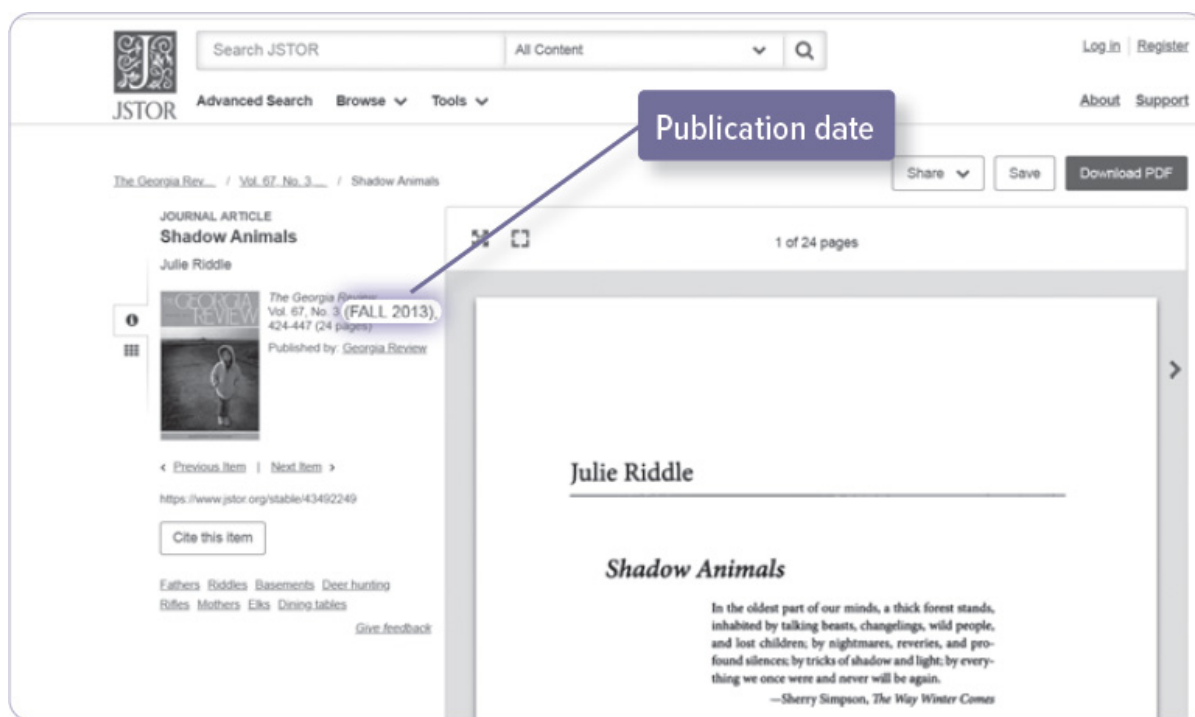 Search JSTOR
All Content
Log in
Register
JSTOR
Advanced Search
Browse
Tools
About
Support
Publication date
The Georgia Rev... / Vol. 67, No. 3.... / Shadow Animals
Share
Save
Download PDF
JOURNAL ARTICLE
Shadow Animals
Julie Riddle
1 of 24 pages
THE GEORGIA
REVIEW
The Georgia Review
Vol. 67, No. 3 (FALL 2013),
424-447 (24 pages)
Published by: Georgia Review
< Previous Item | Next Item >
https://www.jstor.org/stable/43492249
Cite this item
Fathers Riddles Basements Deer hunting
Rifles Mothers Elks Dining tables
Give feedback
Julie Riddle
Shadow Animals
In the oldest part of our minds, a thick forest stands,
inhabited by talking beasts, changelings, wild people,
and lost children; by nightmares, reveries, and pro-
found silences; by tricks of shadow and light; by every-
thing we once were and never will be again.
—Sherry Simpson, The Way Winter Comes